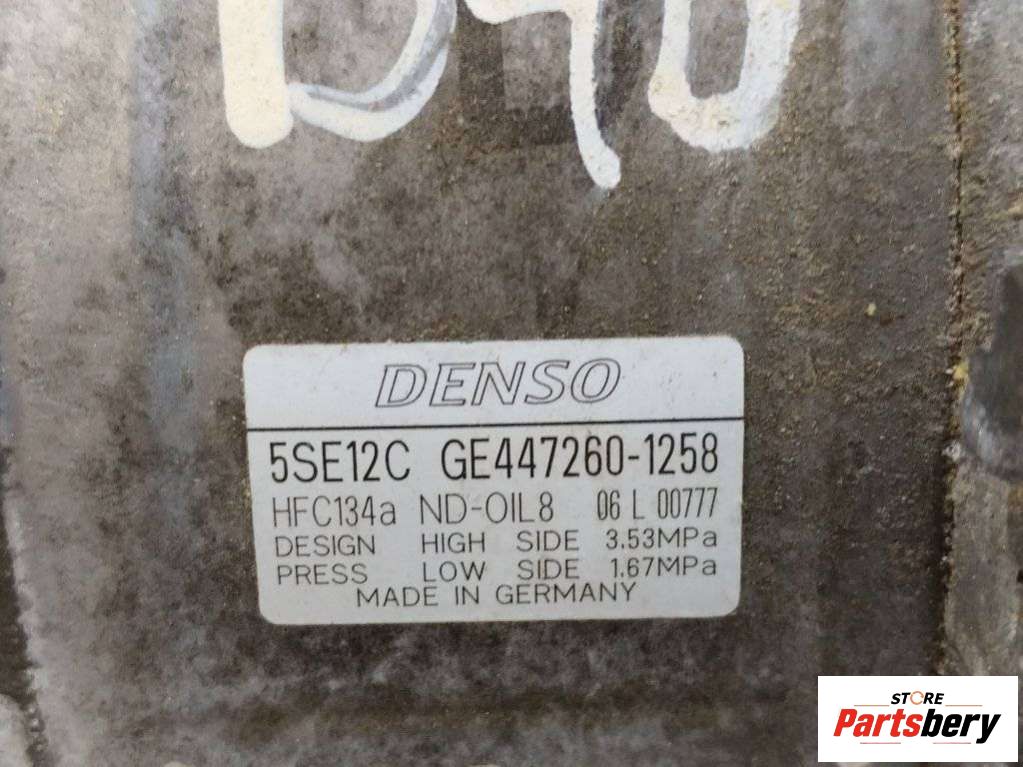 DENSO
5SE12C GE447260-1258
HFC134a ND-OIL8 06 L 00777
DESIGN HIGH SIDE 3.53MPa
PRESS LOW SIDE 1.67MPa
MADE IN GERMANY
STORE
Partsbery